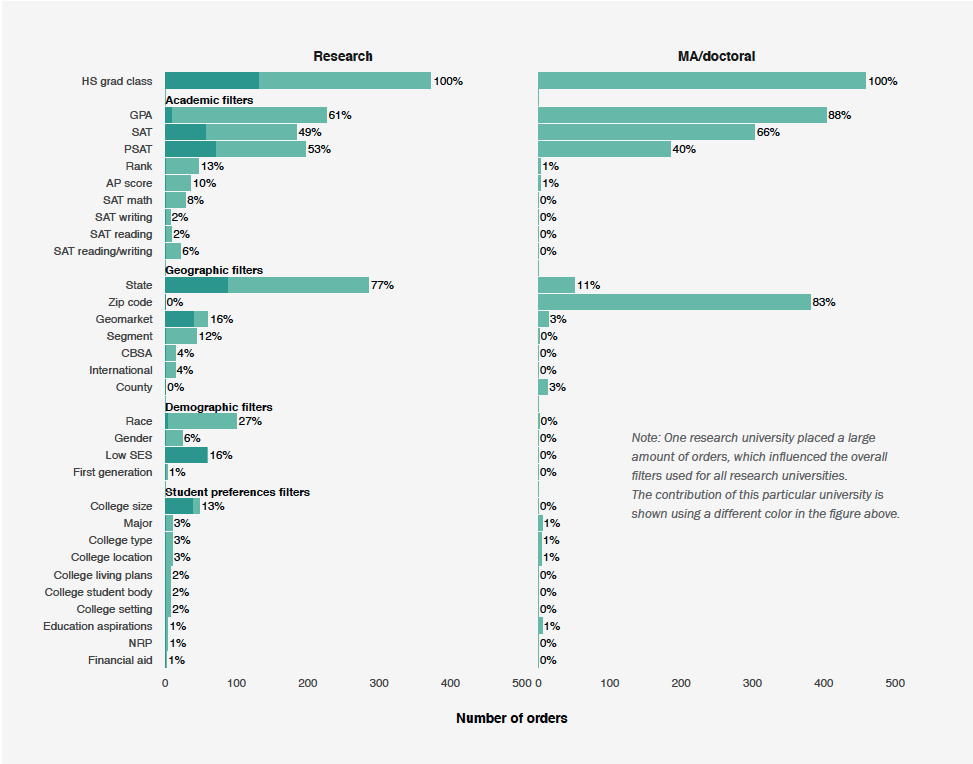 Research MA/doctoral
HS grad class 100% 100%
Academic filters
GPA 61% 88%
SAT 49% 66%
PSAT 53% 40%
Rank 13% 1%
AP score 10% 1%
SAT math 8% 0%
SAT writing 2% 0%
SAT reading 2% 0%
SAT reading/writing 6% 0%
Geographic filters
State 77% 11%
Zip code 0% 83%
Geomarket 16% 3%
Segment 12% 0%
CBSA 4% 0%
International 4% 0%
County 0% 3%
Demographic filters
Race 27% 0%
Gender 6% 0%
Low SES 16% 0%
First generation 1% 0%
Note: One research university placed a large
amount of orders, which influenced the overall
filters used for all research universities.
The contribution of this particular university is
shown using a different color in the figure above.
Student preferences filters
College size 13% 0%
Major 3% 1%
College type 3% 1%
College location 3% 1%
College living plans 2% 0%
College student body 2% 0%
College setting 2% 0%
Education aspirations 1% 1%
NRP 1% 0%
Financial aid 1% 0%
0 100 200 300 400 500 0 100 200 300 400 500
Number of orders